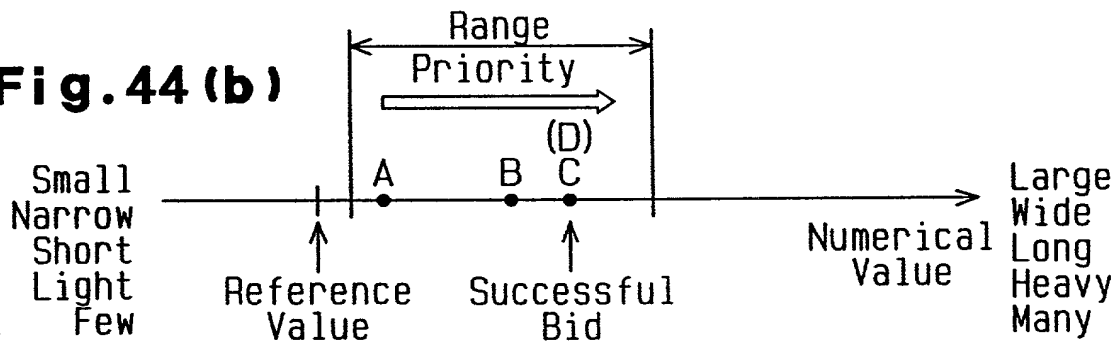 Range
Fig.44(b)
Priority
(D)
A B C
Small
Narrow
Short
Light
Few
Reference
Value
Successful
Bid
Numerical
Value
Large
Wide
Long
Heavy
Many